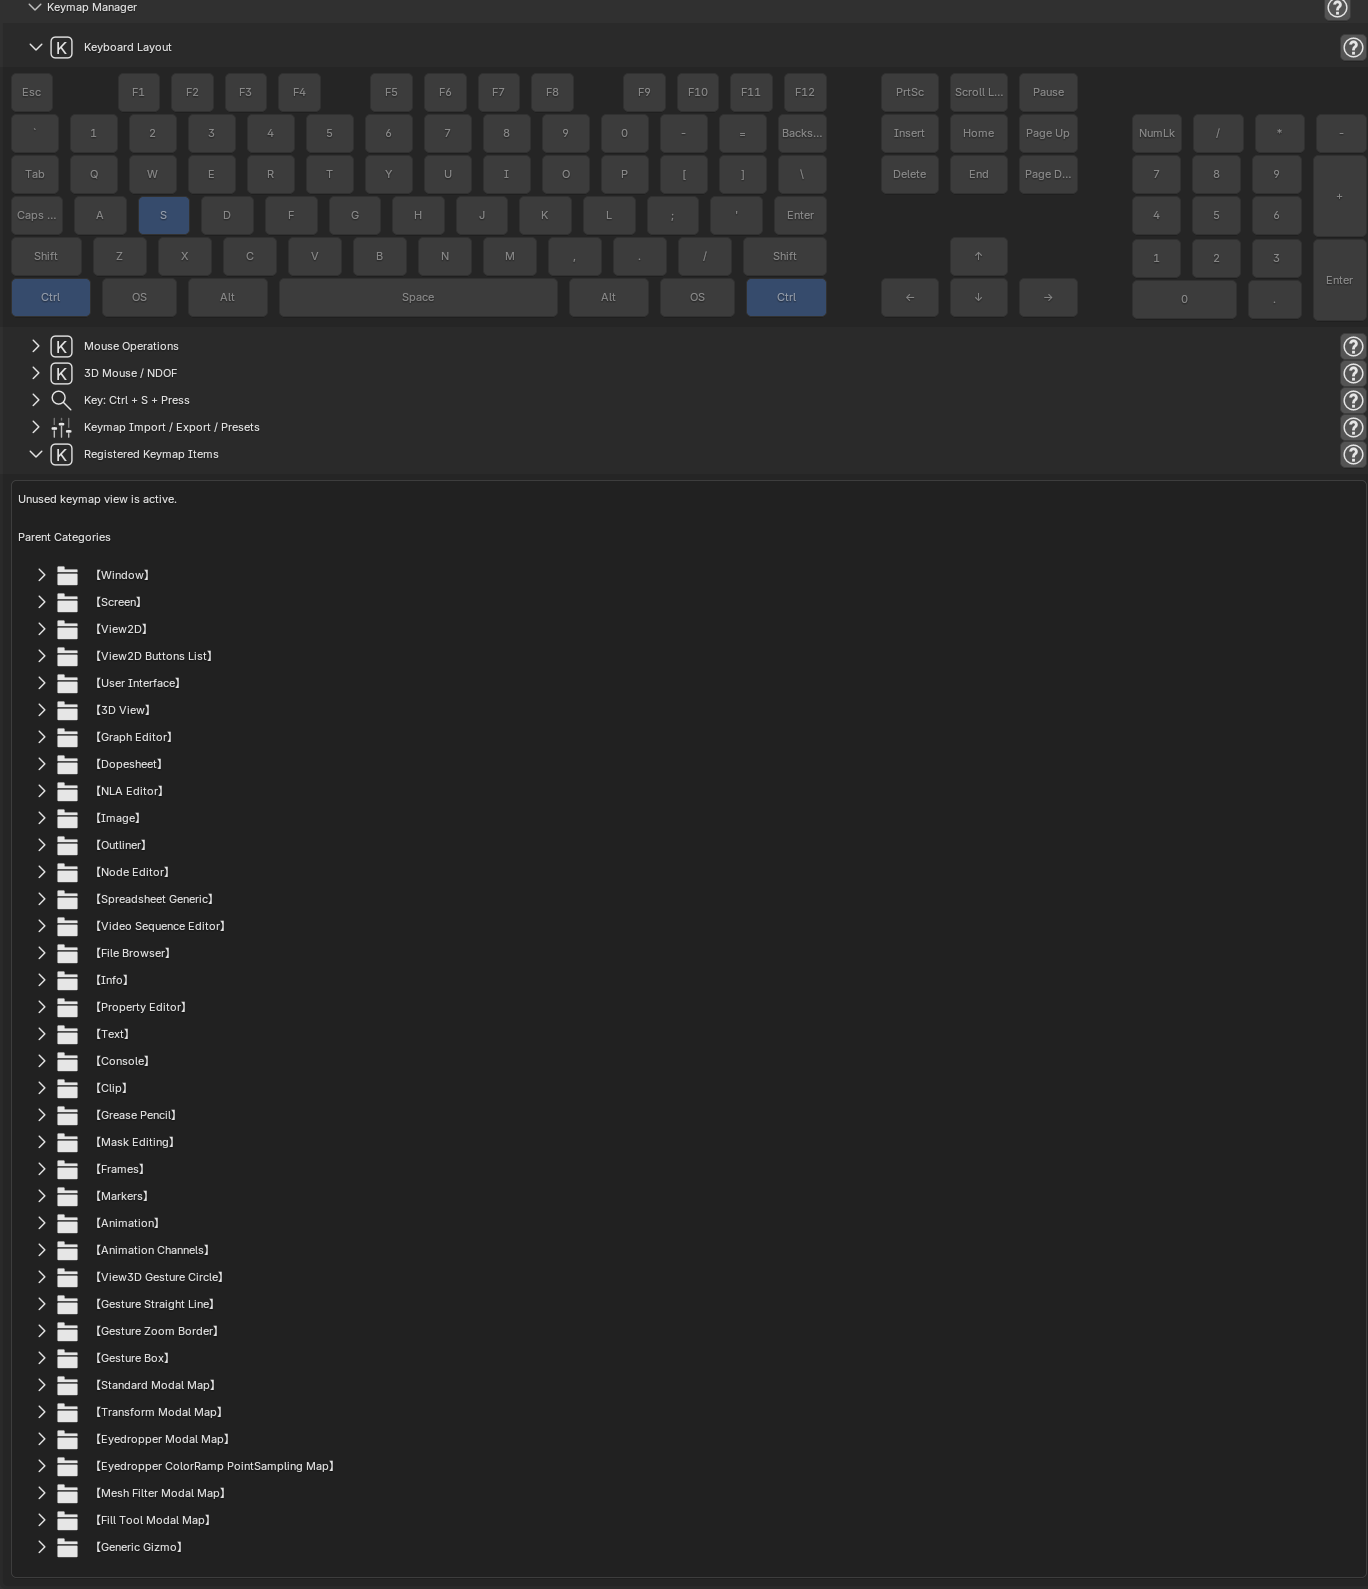 Keymap Manager
Keyboard Layout
Esc F1 F2 F3 F4 F5 F6 F7 F8 F9 F10 F11 F12 PrtSc Scroll L... Pause
` 1 2 3 4 5 6 7 8 9 0 - = Backs... Insert Home Page Up NumLk / * -
Tab Q W E R T Y U I O P [ ] \ Delete End Page D... 7 8 9 +
Caps ... A S D F G H J K L ; ' Enter 4 5 6
Shift Z X C V B N M , . / Shift ↑ 1 2 3 Enter
Ctrl OS Alt Space Alt OS Ctrl ← ↓ → 0 .
Mouse Operations
3D Mouse / NDOF
Key: Ctrl + S + Press
Keymap Import / Export / Presets
Registered Keymap Items
Unused keymap view is active.
Parent Categories
【Window】
【Screen】
【View2D】
【View2D Buttons List】
【User Interface】
【3D View】
【Graph Editor】
【Dopesheet】
【NLA Editor】
【Image】
【Outliner】
【Node Editor】
【Spreadsheet Generic】
【Video Sequence Editor】
【File Browser】
【Info】
【Property Editor】
【Text】
【Console】
【Clip】
【Grease Pencil】
【Mask Editing】
【Frames】
【Markers】
【Animation】
【Animation Channels】
【View3D Gesture Circle】
【Gesture Straight Line】
【Gesture Zoom Border】
【Gesture Box】
【Standard Modal Map】
【Transform Modal Map】
【Eyedropper Modal Map】
【Eyedropper ColorRamp PointSampling Map】
【Mesh Filter Modal Map】
【Fill Tool Modal Map】
【Generic Gizmo】